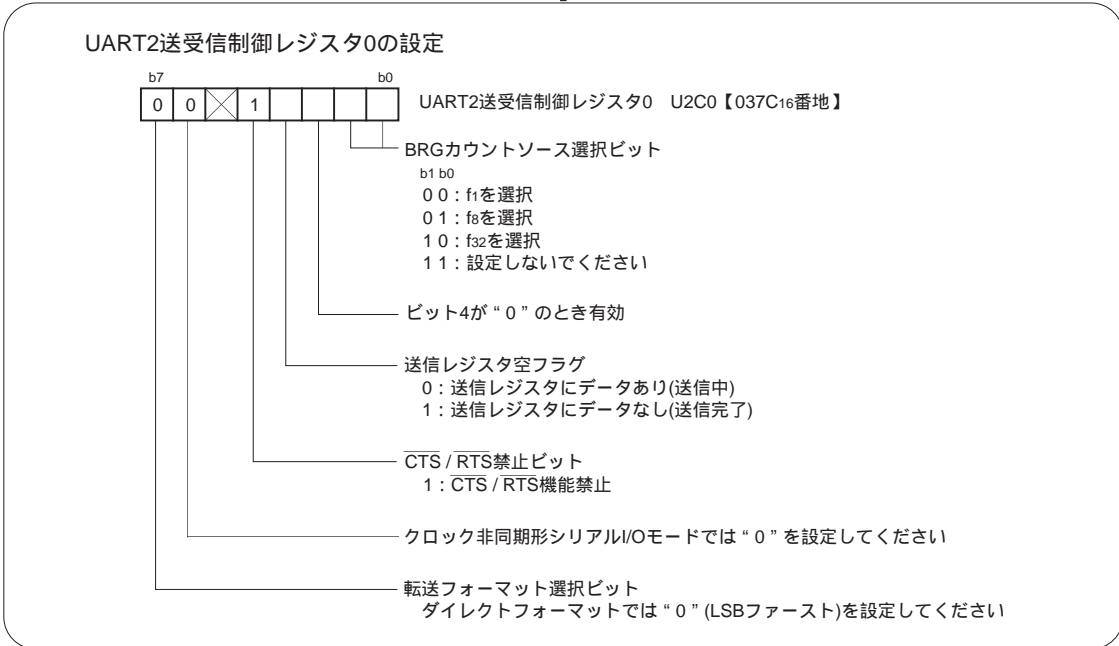 UART2送受信制御レジスタ0の設定
b7 b0
0 0 1
UART2送受信制御レジスタ0 U2C0【037C16番地】
BRGカウントソース選択ビット
b1 b0
0 0 : f1を選択
0 1 : f8を選択
1 0 : f32を選択
1 1 : 設定しないでください
ビット4が“0”のとき有効
送信レジスタ空フラグ
0 : 送信レジスタにデータあり(送信中)
1 : 送信レジスタにデータなし(送信完了)
CTS / RTS禁止ビット
1 : CTS / RTS機能禁止
クロック非同期形シリアルI/Oモードでは“0”を設定してください
転送フォーマット選択ビット
ダイレクトフォーマットでは“0”(LSBファースト)を設定してください